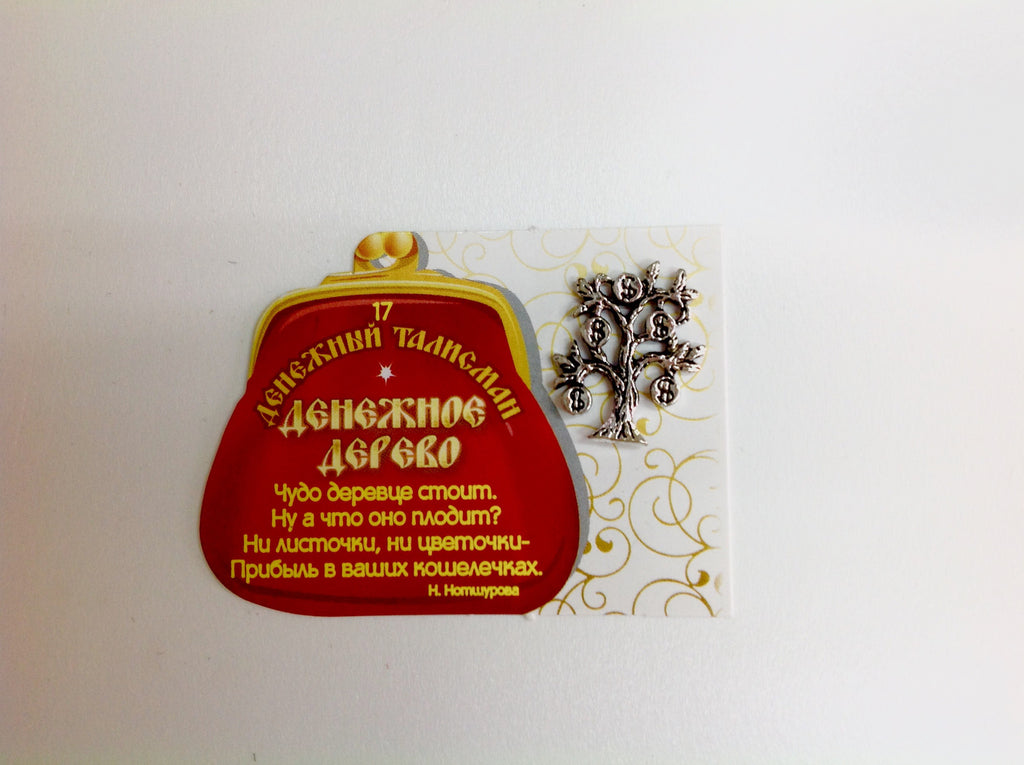 17
ДЕНЕЖНЫЙ ТАЛИСМАН
ДЕНЕЖНОЕ
ДЕРЕВО
Чудо деревце стоит.
Ну а что оно плодит?
Ни листочки, ни цветочки-
Прибыль в ваших кошелечках.
Н. Нотшурова
$
$
$
$
$